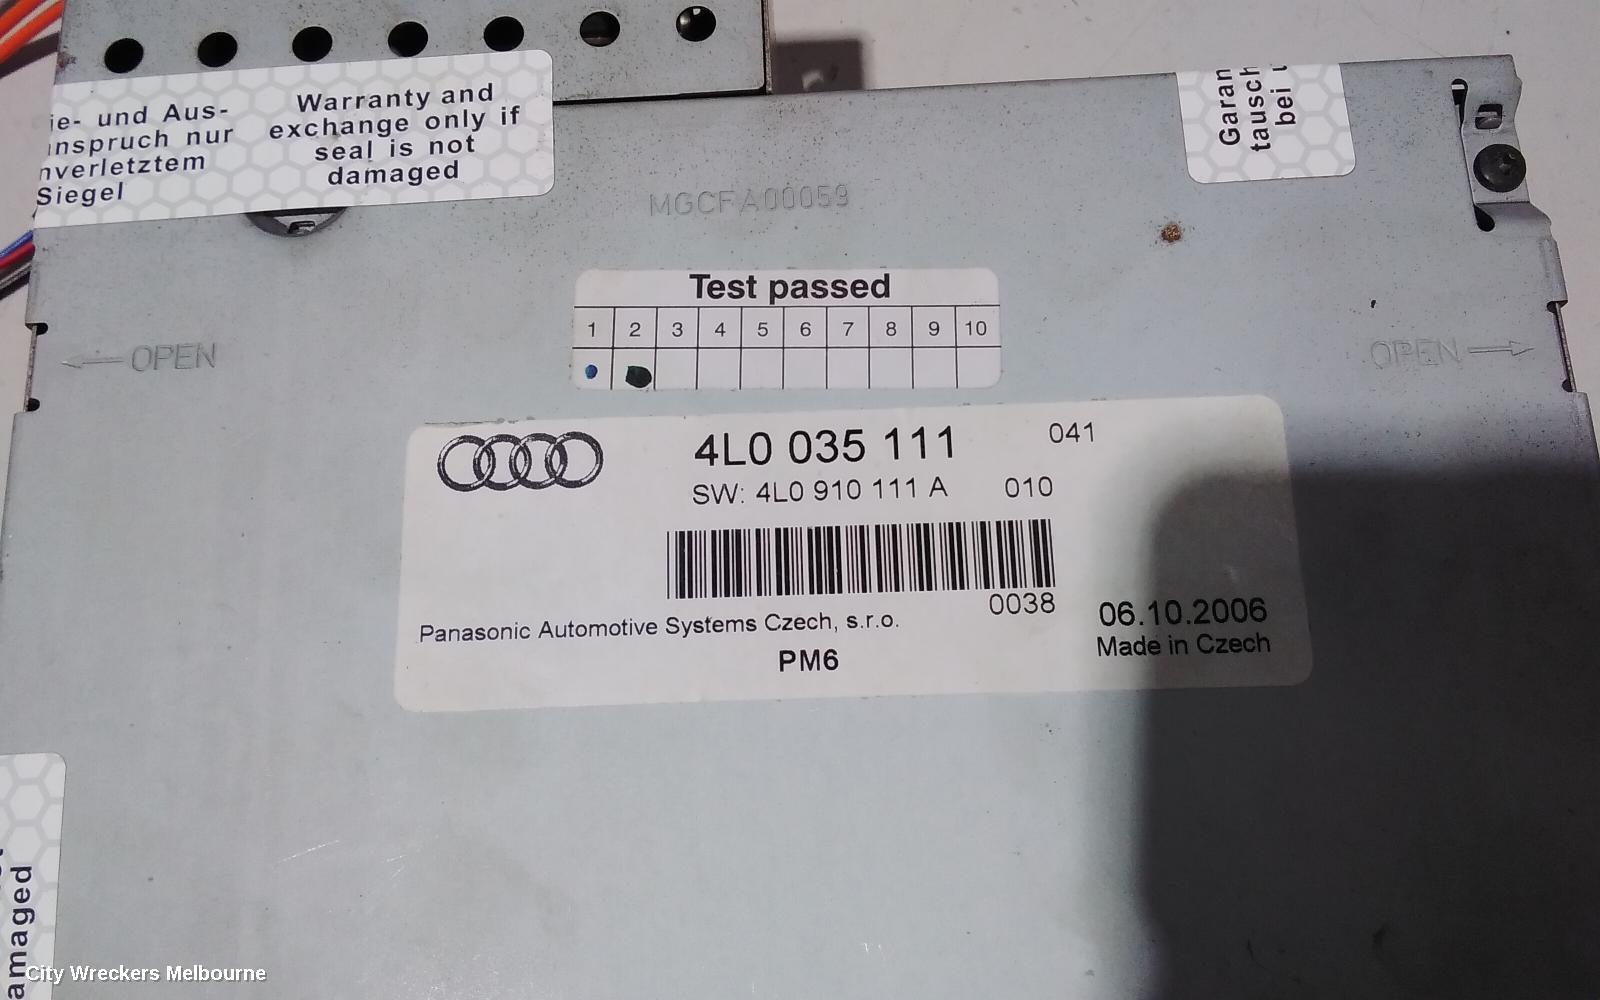 ie- und Aus-
nspruch nur
nverletztem
Siegel
Warranty and
exchange only if
seal is not
damaged
Garan
tausch
bei
MGCFA00059
Test passed
1 2 3 4 5 6 7 8 9 10
OPEN
OPEN
4L0 035 111 041
SW: 4L0 910 111 A 010
0038
Panasonic Automotive Systems Czech, s.r.o.
PM6
06.10.2006
Made in Czech
amaged
City Wreckers Melbourne